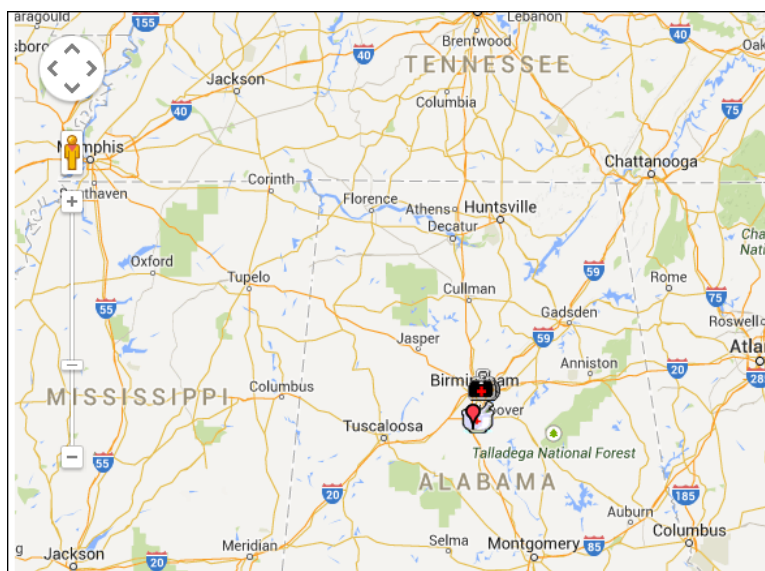 aragould
155
Lebanon
40
Brentwood
sboro
40
TENNESSEE
Oak
Jackson
Columbia
40
75
Memphis
Chattanooga
Southaven
Corinth
Florence
Athens
Huntsville
Decatur
Cha
Nati
Oxford
59
Tupelo
Cullman
Rome
55
75
Gadsden
Roswell
59
Jasper
Atla
Anniston
20
Birmingham
285
MISSISSIPPI
Columbus
Hoover
Tuscaloosa
Talladega National Forest
55
ALABAMA
20
185
Auburn
Columbus
g
Selma
Jackson
20
Meridian
Montgomery
85